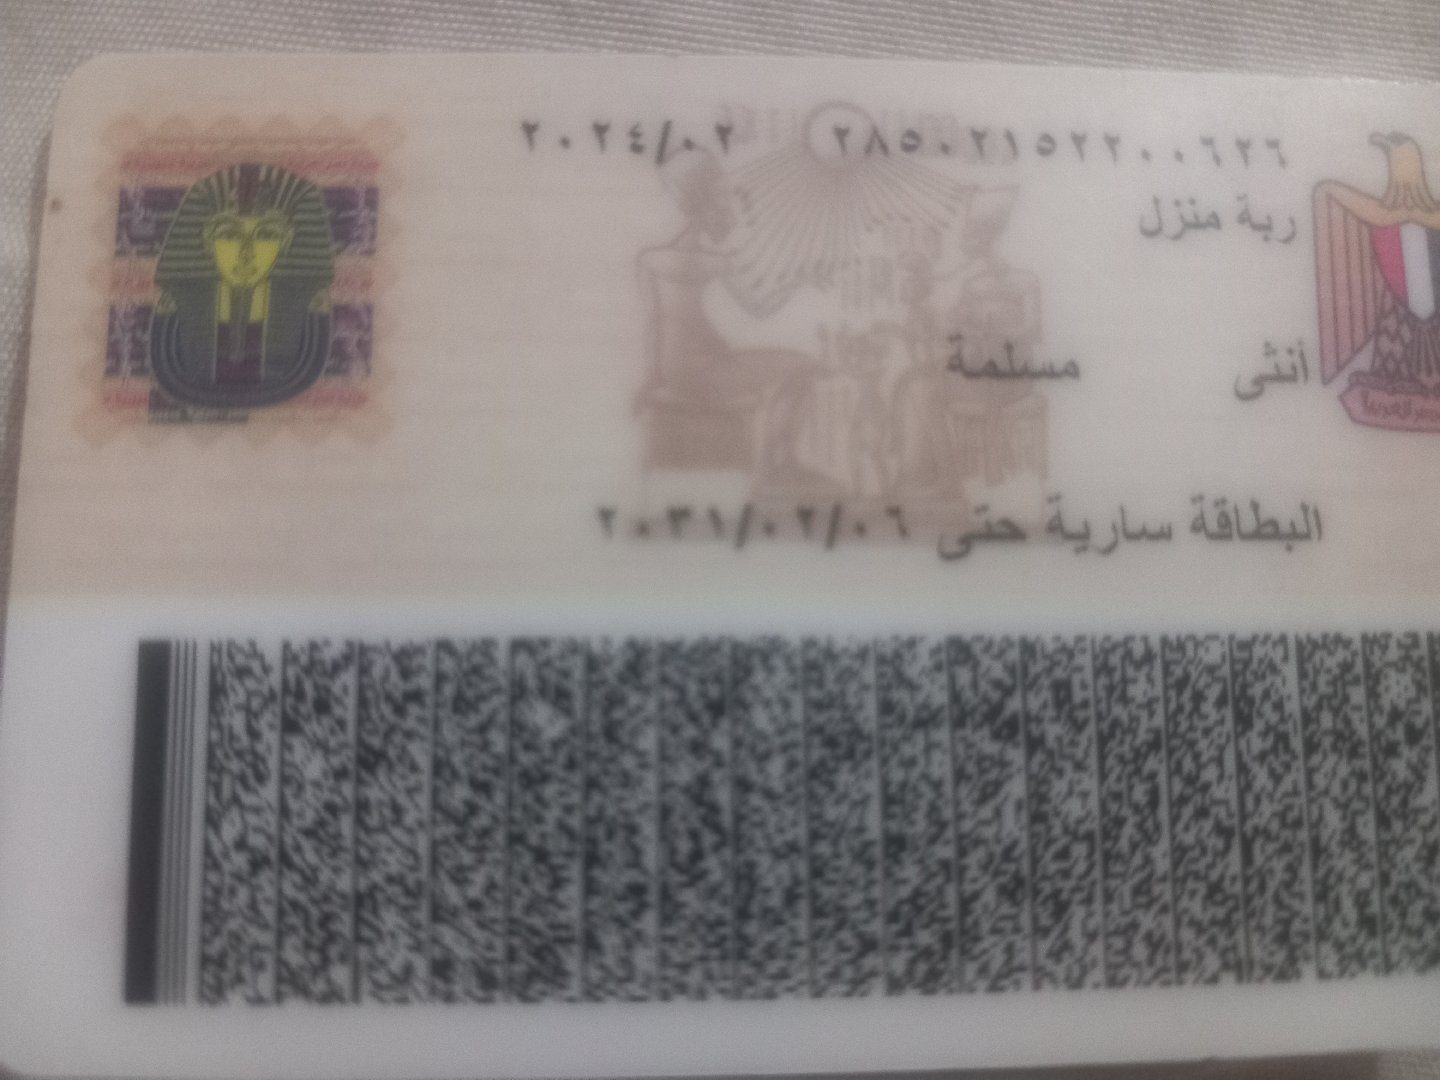 ٢٨٥٠٢١٥٢٢٠٠٦٢٦ ٢٠٢٤/٠٢
ربة منزل
أنثى مسلمة
البطاقة سارية حتى ٢٠٣١/٠٢/٠٦